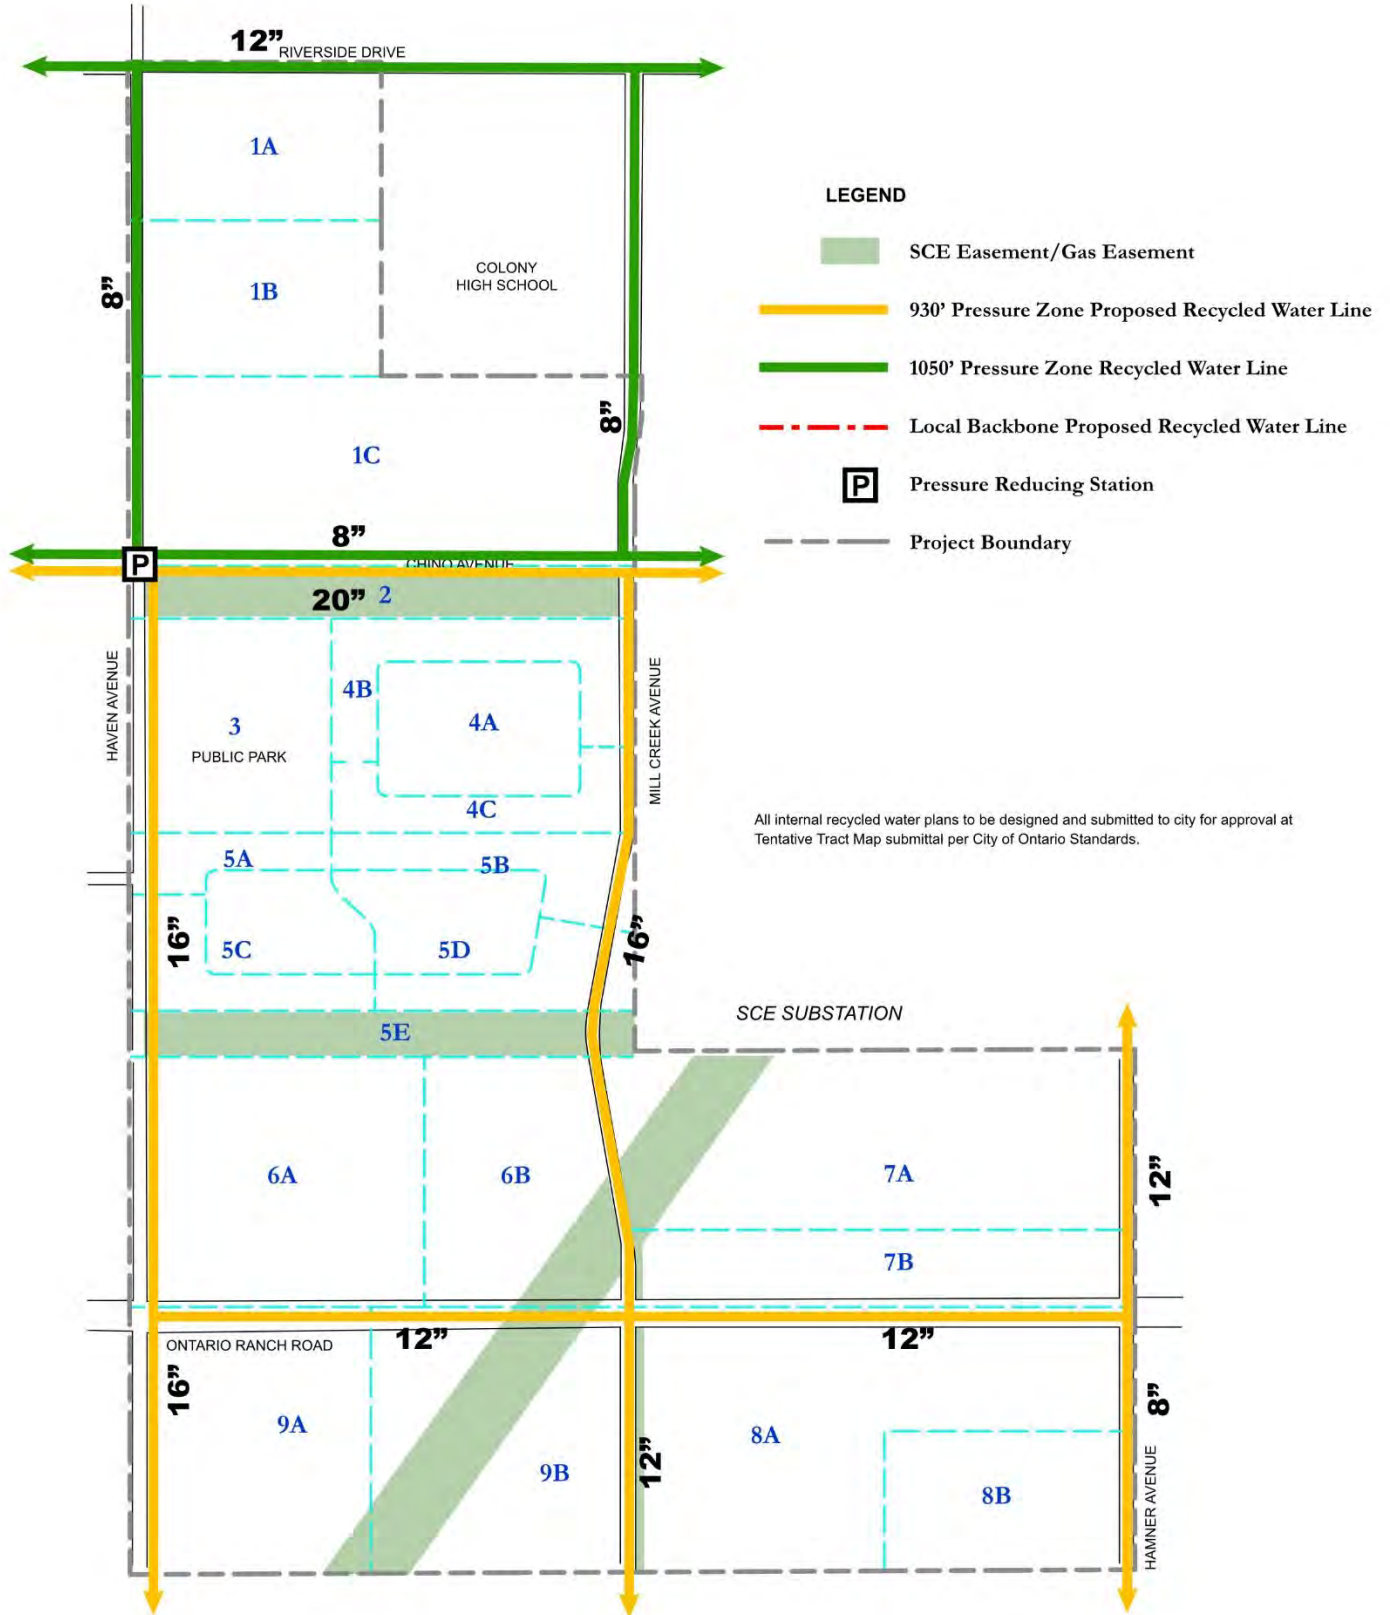 12”
RIVERSIDE DRIVE
1A
8”
1B
COLONY
HIGH SCHOOL
8”
1C
8”
P
CHINO AVENUE
20” 2
LEGEND
SCE Easement/Gas Easement
930’ Pressure Zone Proposed Recycled Water Line
1050’ Pressure Zone Recycled Water Line
Local Backbone Proposed Recycled Water Line
P Pressure Reducing Station
Project Boundary
HAVEN AVENUE
3
PUBLIC PARK
4B
4A
4C
MILL CREEK AVENUE
All internal recycled water plans to be designed and submitted to city for approval at
Tentative Tract Map submittal per City of Ontario Standards.
5A
5B
16”
5C
5D
16”
5E
SCE SUBSTATION
6A
6B
7A
12”
7B
ONTARIO RANCH ROAD
12”
12”
16”
9A
9B
12”
8A
8B
8”
HAMNER AVENUE